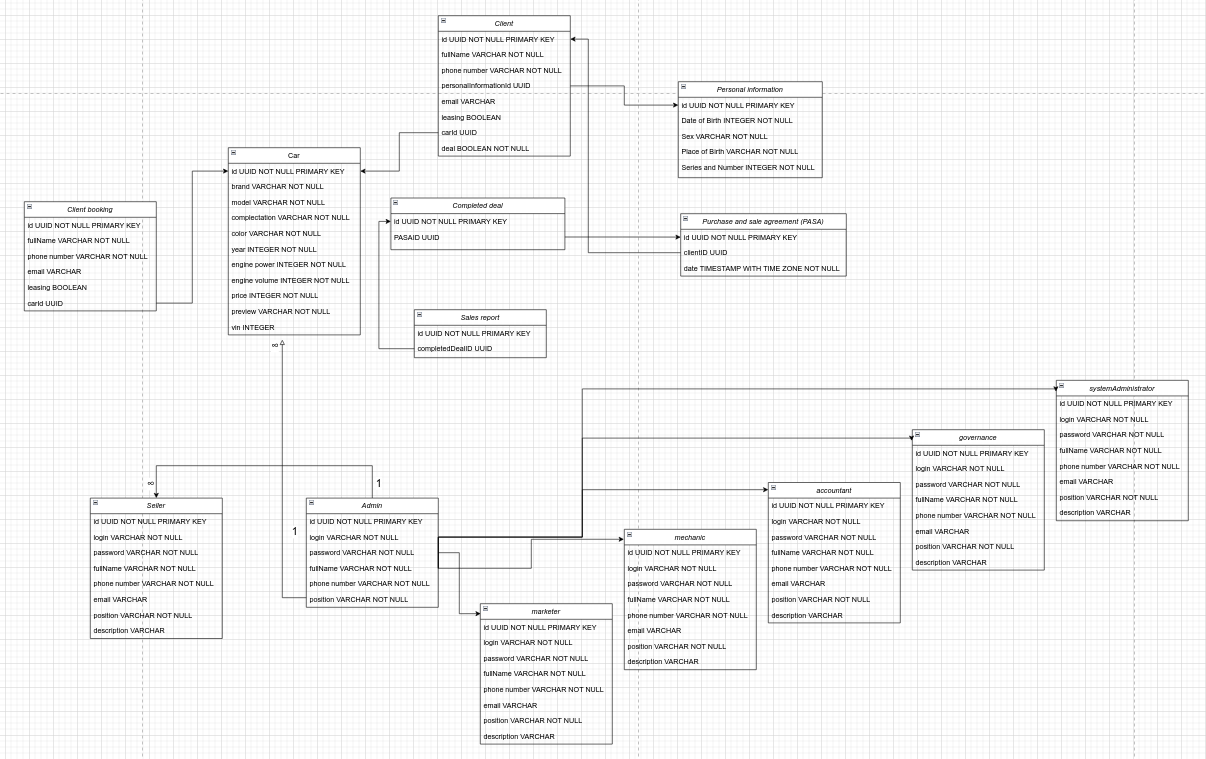 Client
id UUID NOT NULL PRIMARY KEY
fullName VARCHAR NOT NULL
phone number VARCHAR NOT NULL
personalInformationId UUID
email VARCHAR
leasing BOOLEAN
carId UUID
deal BOOLEAN NOT NULL
Personal information
id UUID NOT NULL PRIMARY KEY
Date of Birth INTEGER NOT NULL
Sex VARCHAR NOT NULL
Place of Birth VARCHAR NOT NULL
Series and Number INTEGER NOT NULL
Car
id UUID NOT NULL PRIMARY KEY
brand VARCHAR NOT NULL
model VARCHAR NOT NULL
complectation VARCHAR NOT NULL
color VARCHAR NOT NULL
year INTEGER NOT NULL
engine power INTEGER NOT NULL
engine volume INTEGER NOT NULL
price INTEGER NOT NULL
preview VARCHAR NOT NULL
vin INTEGER
Client booking
id UUID NOT NULL PRIMARY KEY
fullName VARCHAR NOT NULL
phone number VARCHAR NOT NULL
email VARCHAR
leasing BOOLEAN
carId UUID
Completed deal
id UUID NOT NULL PRIMARY KEY
PASAID UUID
Purchase and sale agreement (PASA)
id UUID NOT NULL PRIMARY KEY
clientID UUID
date TIMESTAMP WITH TIME ZONE NOT NULL
Sales report
id UUID NOT NULL PRIMARY KEY
completedDealID UUID
∞
∞
1
1
Seller
id UUID NOT NULL PRIMARY KEY
login VARCHAR NOT NULL
password VARCHAR NOT NULL
fullName VARCHAR NOT NULL
phone number VARCHAR NOT NULL
email VARCHAR
position VARCHAR NOT NULL
description VARCHAR
Admin
id UUID NOT NULL PRIMARY KEY
login VARCHAR NOT NULL
password VARCHAR NOT NULL
fullName VARCHAR NOT NULL
phone number VARCHAR NOT NULL
position VARCHAR NOT NULL
marketer
id UUID NOT NULL PRIMARY KEY
login VARCHAR NOT NULL
password VARCHAR NOT NULL
fullName VARCHAR NOT NULL
phone number VARCHAR NOT NULL
email VARCHAR
position VARCHAR NOT NULL
description VARCHAR
mechanic
id UUID NOT NULL PRIMARY KEY
login VARCHAR NOT NULL
password VARCHAR NOT NULL
fullName VARCHAR NOT NULL
phone number VARCHAR NOT NULL
email VARCHAR
position VARCHAR NOT NULL
description VARCHAR
accountant
id UUID NOT NULL PRIMARY KEY
login VARCHAR NOT NULL
password VARCHAR NOT NULL
fullName VARCHAR NOT NULL
phone number VARCHAR NOT NULL
email VARCHAR
position VARCHAR NOT NULL
description VARCHAR
governance
id UUID NOT NULL PRIMARY KEY
login VARCHAR NOT NULL
password VARCHAR NOT NULL
fullName VARCHAR NOT NULL
phone number VARCHAR NOT NULL
email VARCHAR
position VARCHAR NOT NULL
description VARCHAR
systemAdministrator
id UUID NOT NULL PRIMARY KEY
login VARCHAR NOT NULL
password VARCHAR NOT NULL
fullName VARCHAR NOT NULL
phone number VARCHAR NOT NULL
email VARCHAR
position VARCHAR NOT NULL
description VARCHAR